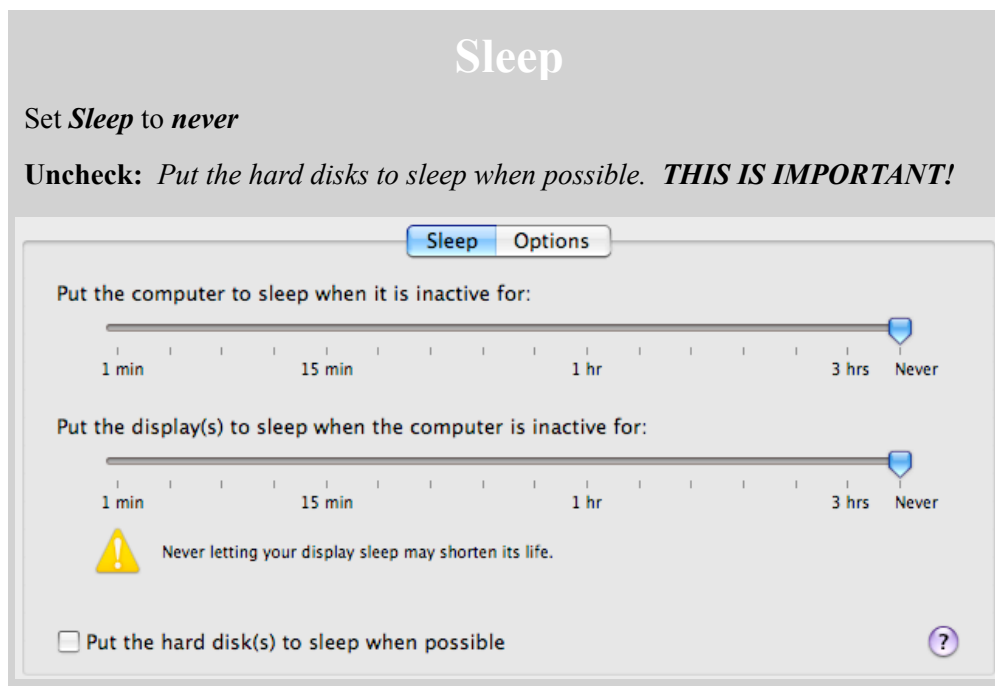 Sleep
Set Sleep to never
Uncheck: Put the hard disks to sleep when possible. THIS IS IMPORTANT!
Sleep Options
Put the computer to sleep when it is inactive for:
1 min 15 min 1 hr 3 hrs Never
Put the display(s) to sleep when the computer is inactive for:
1 min 15 min 1 hr 3 hrs Never
Never letting your display sleep may shorten its life.
Put the hard disk(s) to sleep when possible ?